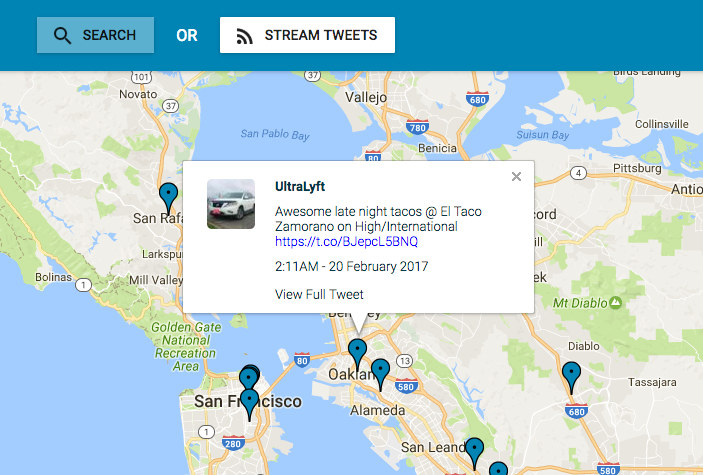 SEARCH
OR
STREAM TWEETS
101
37
Novato
37
Vallejo
680
Birds Landing
Collinsville
780
San Pablo Bay
Suisun Bay
Benicia
80
Pittsburg
4
Antio
San Rafa
ncord
UltraLyft
Awesome late night tacos @ El Taco
Zamorano on High/International
https://t.co/BJepcL5BNQ
2:11AM - 20 February 2017
View Full Tweet
Larkspur
Bolinas
1
Mill Valley
ek
Mt Diablo
Berkeley
Golden Gate
National
Recreation
Area
80
13
Diablo
Oakland
580
Tassajara
San Francisco
Alameda
680
1
280
San Leand
580